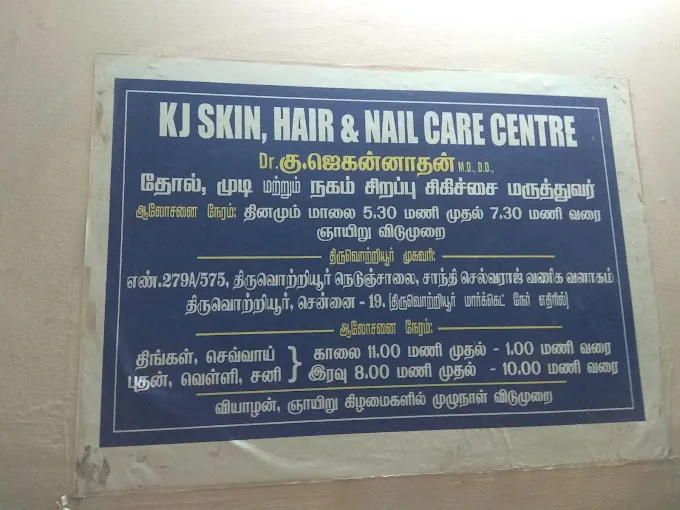 KJ SKIN, HAIR & NAIL CARE CENTRE
Dr.கு.ஜெகன்னாதன் M.D., D.D.,
தோல், முடி மற்றும் நகம் சிறப்பு சிகிச்சை மருத்துவர்
ஆலோசனை நேரம்: தினமும் மாலை 5.30 மணி முதல் 7.30 மணி வரை
ஞாயிறு விடுமுறை
திருவொற்றியூர் முகவரி:
எண்.279A/575, திருவொற்றியூர் நெடுஞ்சாலை, சாந்தி செல்வராஜ் வணிக வளாகம்
திருவொற்றியூர், சென்னை - 19. (திருவொற்றியூர் மார்க்கெட் நேர் எதிரில்)
ஆலோசனை நேரம்:
திங்கள், செவ்வாய் } காலை 11.00 மணி முதல் - 1.00 மணி வரை
புதன், வெள்ளி, சனி } இரவு 8.00 மணி முதல் - 10.00 மணி வரை
வியாழன், ஞாயிறு கிழமைகளில் முழுநாள் விடுமுறை